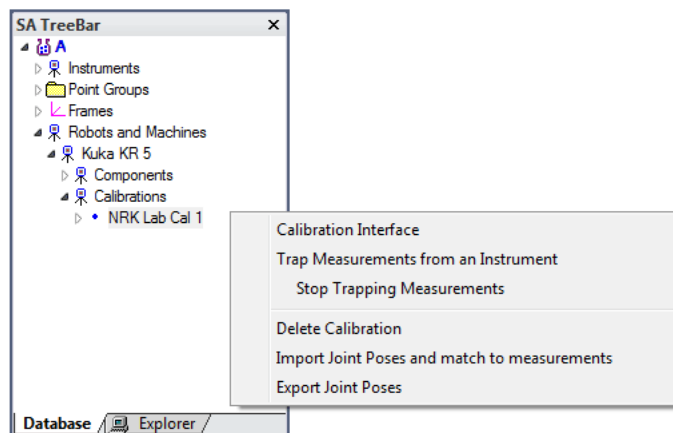 SA TreeBar
A
Instruments
Point Groups
Frames
Robots and Machines
Kuka KR 5
Components
Calibrations
NRK Lab Cal 1
Calibration Interface
Trap Measurements from an Instrument
Stop Trapping Measurements
Delete Calibration
Import Joint Poses and match to measurements
Export Joint Poses
Database
Explorer